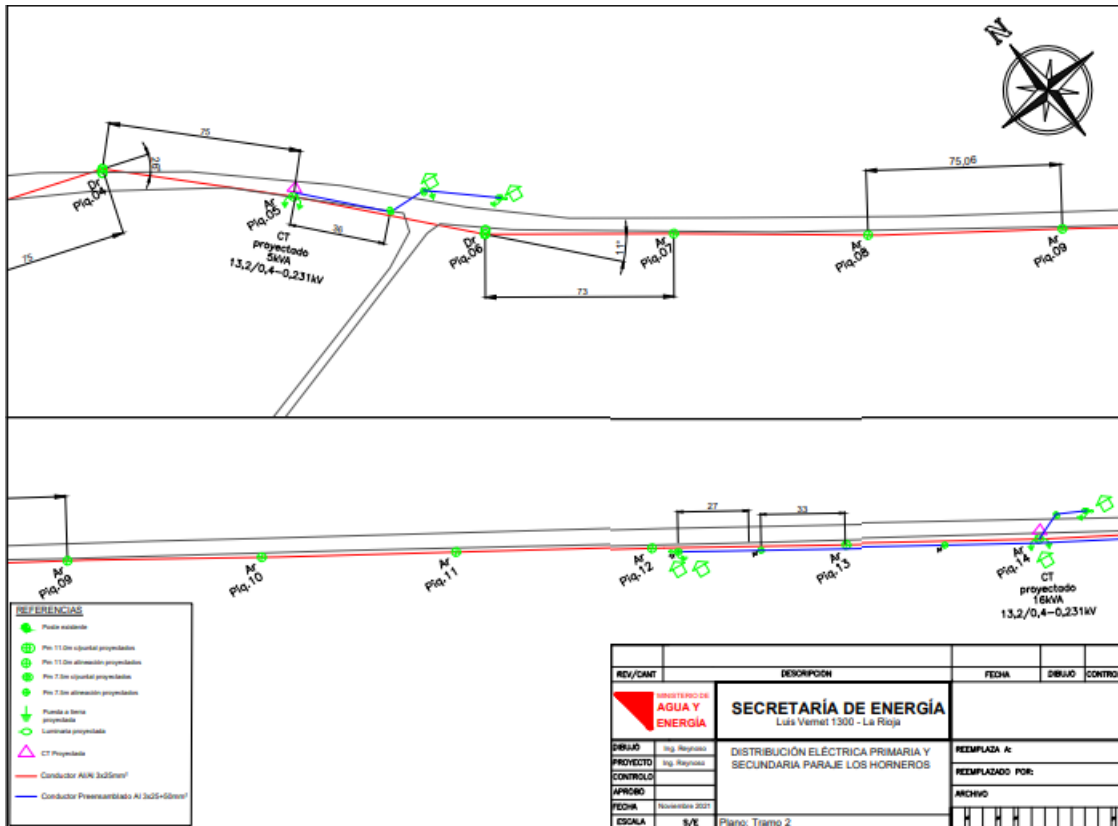 N
75
26°
Dr
Piq.04
75
Ar
Piq.05
36
CT
proyectado
5kVA
13,2/0,4-0,231kV
Dr
Piq.06
11°
73
Ar
Piq.07
Ar
Piq.08
75,06
Ar
Piq.09
Ar
Piq.09
Ar
Piq.10
Ar
Piq.11
Ar
Piq.12
27
33
Ar
Piq.13
Ar
Piq.14
CT
proyectado
16kVA
13,2/0,4-0,231kV
REFERENCIAS
Poste existente
Pm 11.0m c/puntal proyectados
Pm 11.0m alineación proyectados
Pm 7.5m c/puntal proyectados
Pm 7.5m alineación proyectados
Puesta a tierra
proyectada
Luminaria proyectada
CT Proyectada
Conductor Al/Al 3x25mm²
Conductor Preensamblado Al 3x25+50mm²
REV/CANT DESCRIPCION FECHA DIBUJO CONTRO
MINISTERIO DE
AGUA Y
ENERGÍA
SECRETARÍA DE ENERGÍA
Luis Vernet 1300 - La Rioja
DIBUJO Ing. Reynoso
PROYECTO Ing. Reynoso
CONTROLO
APROBO
FECHA Noviembre 2021
ESCALA S/E
DISTRIBUCIÓN ELÉCTRICA PRIMARIA Y
SECUNDARIA PARAJE LOS HORNEROS
Plano: Tramo 2
REEMPLAZA A:
REEMPLAZADO POR:
ARCHIVO